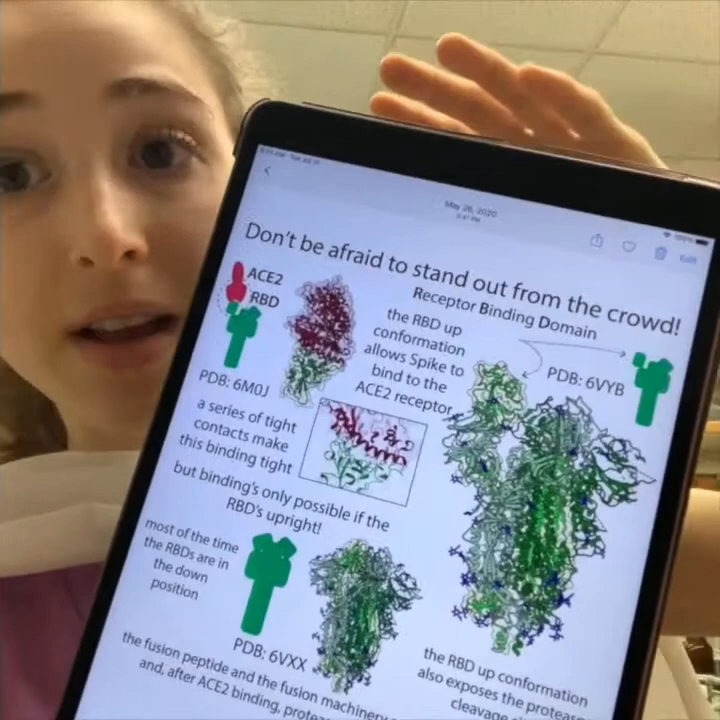 May 26, 2020
100%
Edit
Don't be afraid to stand out from the crowd!
ACE2
RBD
PDB: 6M0J
Receptor Binding Domain
the RBD up
conformation
allows Spike to
bind to the
ACE2 receptor
PDB: 6VYB
a series of tight
contacts make
this binding tight
but binding's only possible if the
RBD's upright!
most of the time
the RBDs are in
the down
position
PDB: 6VXX
the RBD up conformation
also exposes the protease
cleavage
the fusion peptide and the fusion machinery
and, after ACE2 binding,